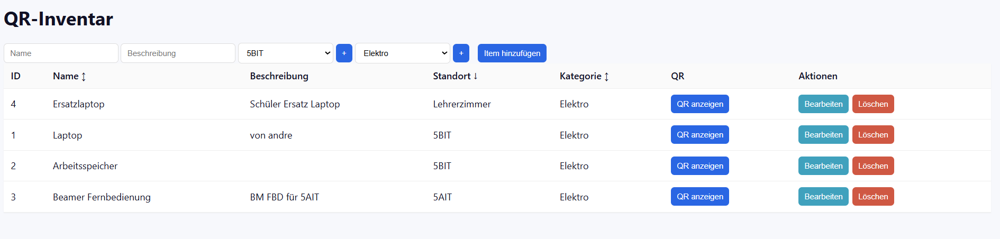 QR-Inventar
Name Beschreibung 5BIT + Elektro + Item hinzufügen
ID Name ↕ Beschreibung Standort ↓ Kategorie ↕ QR Aktionen
4 Ersatzlaptop Schüler Ersatz Laptop Lehrerzimmer Elektro QR anzeigen Bearbeiten Löschen
1 Laptop von andre 5BIT Elektro QR anzeigen Bearbeiten Löschen
2 Arbeitsspeicher 5BIT Elektro QR anzeigen Bearbeiten Löschen
3 Beamer Fernbedienung BM FBD für 5AIT 5AIT Elektro QR anzeigen Bearbeiten Löschen